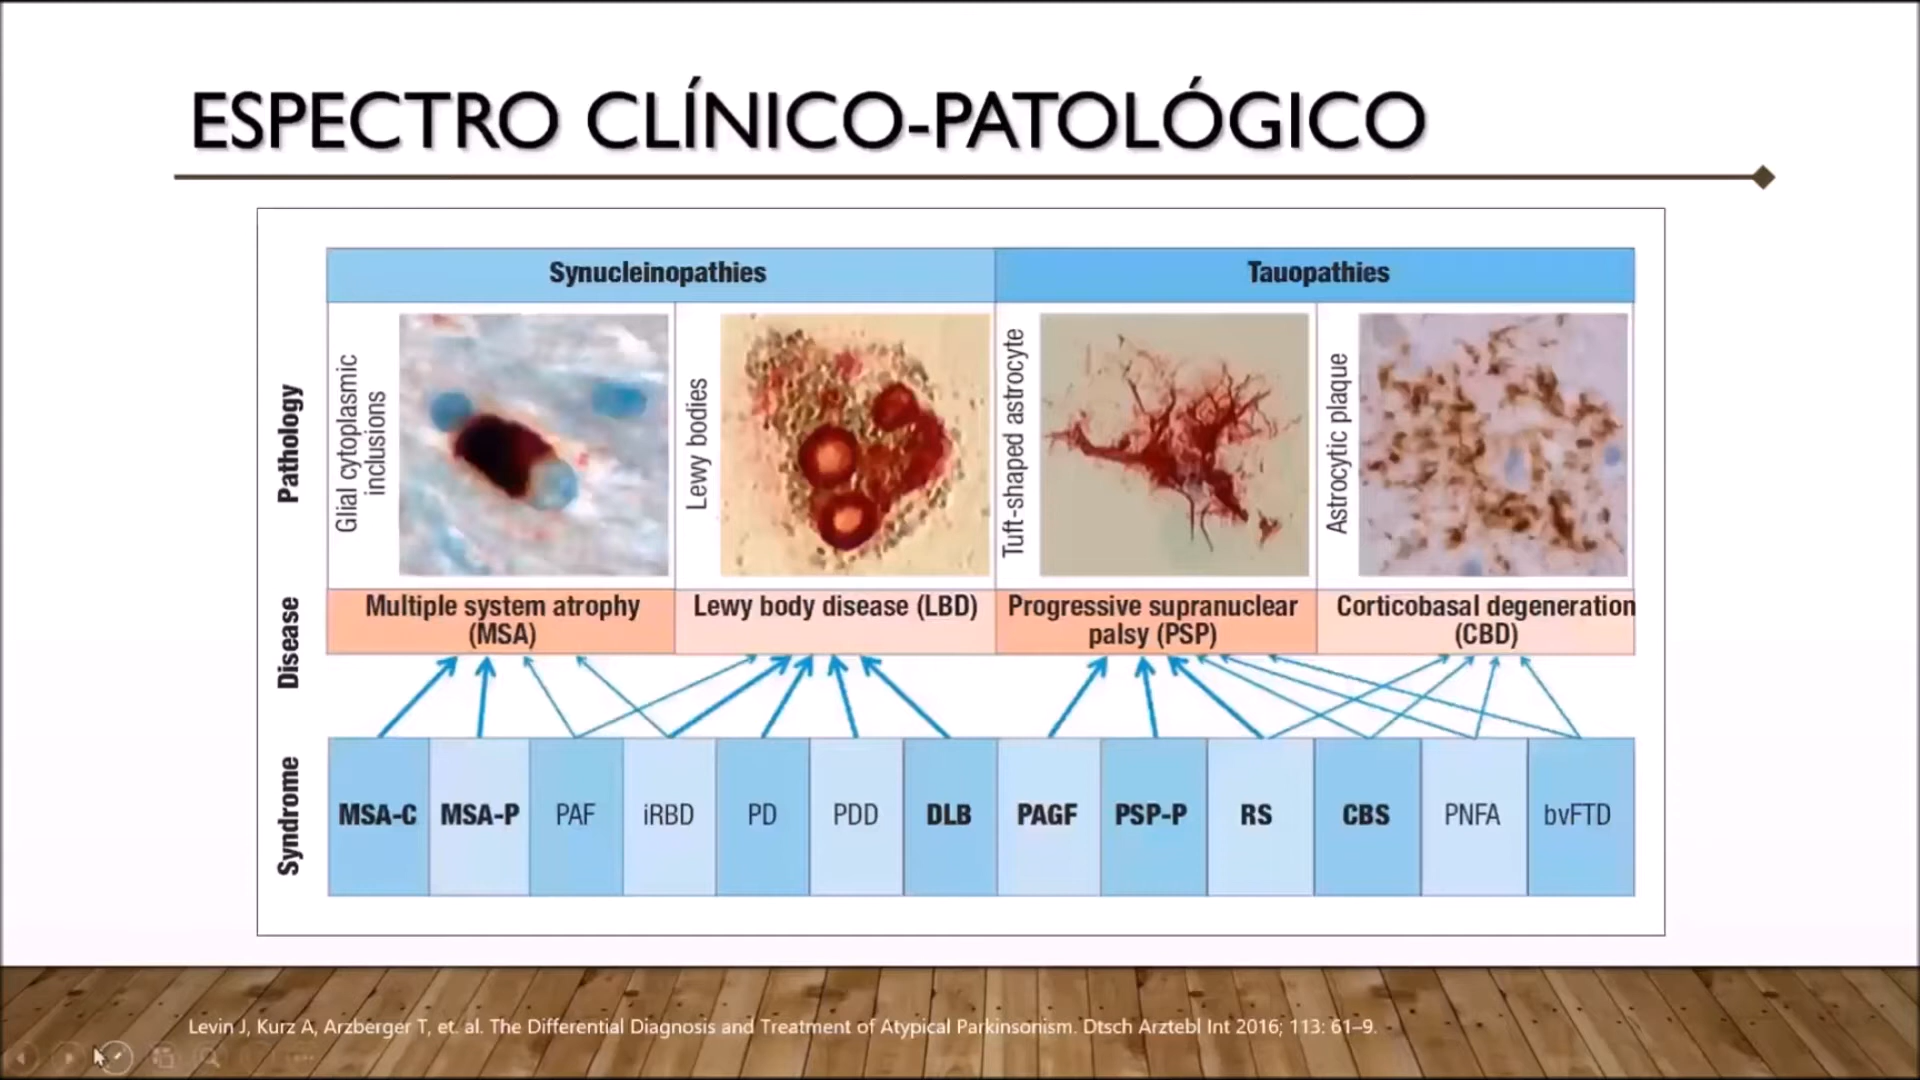 ESPECTRO CLÍNICO-PATOLÓGICO
Synucleinopathies
Tauopathies
Pathology
Glial cytoplasmic
inclusions
Lewy bodies
Tuft-shaped astrocyte
Astrocytic plaque
Disease
Multiple system atrophy
(MSA)
Lewy body disease (LBD)
Progressive supranuclear
palsy (PSP)
Corticobasal degeneration
(CBD)
Syndrome
MSA-C
MSA-P
PAF
iRBD
PD
PDD
DLB
PAGF
PSP-P
RS
CBS
PNFA
bvFTD
Levin J, Kurz A, Arzberger T, et. al. The Differential Diagnosis and Treatment of Atypical Parkinsonism. Dtsch Arztebl Int 2016; 113: 61–9.